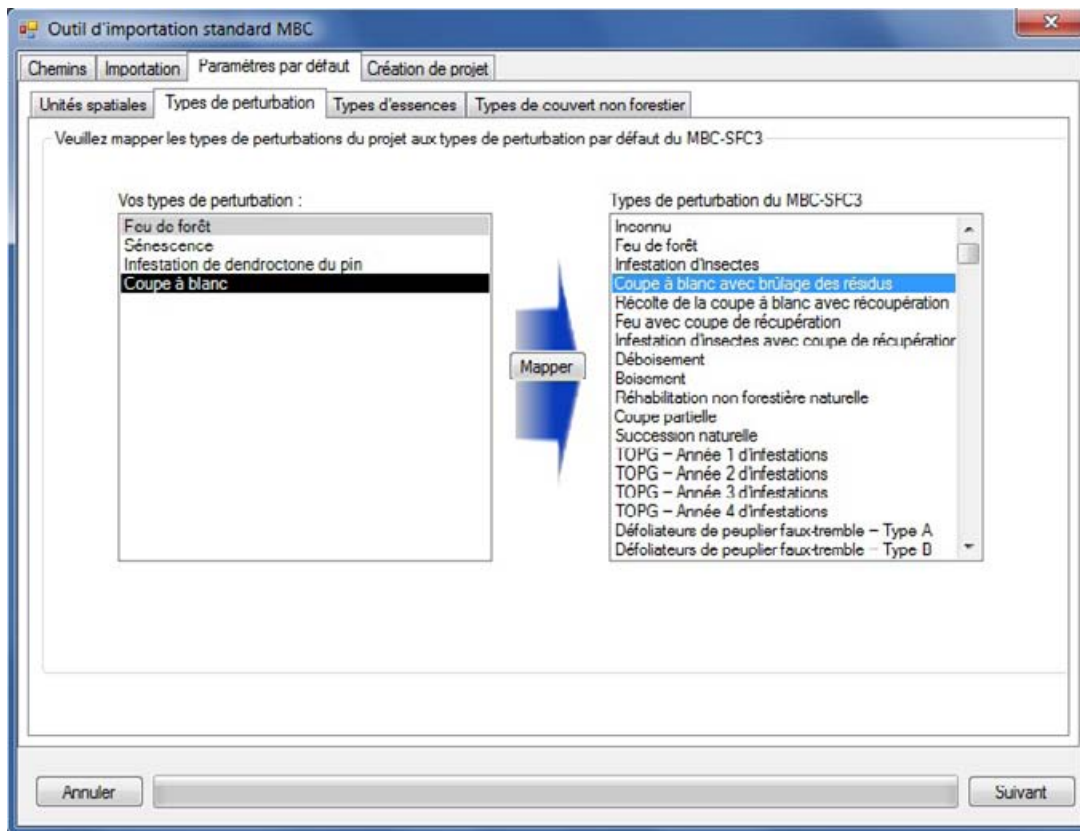 Outil d'importation standard MBC
Chemins Importation Paramètres par défaut Création de projet
Unités spatiales Types de perturbation Types d'essences Types de couvert non forestier
Veuillez mapper les types de perturbations du projet aux types de perturbation par défaut du MBC-SFC3
Vos types de perturbation :
Feu de forêt
Sénescence
Infestation de dendroctone du pin
Coupe à blanc
Mapper
Types de perturbation du MBC-SFC3
Inconnu
Feu de forêt
Infestation d'insectes
Coupe à blanc avec brûlage des résidus
Récolte de la coupe à blanc avec récoupération
Feu avec coupe de récupération
Infestation d'insectes avec coupe de récupération
Déboisement
Boisement
Réhabilitation non forestière naturelle
Coupe partielle
Succession naturelle
TOPG – Année 1 d'infestations
TOPG – Année 2 d'infestations
TOPG – Année 3 d'infestations
TOPG – Année 4 d'infestations
Défoliateurs de peuplier faux-tremble – Type A
Défoliateurs de peuplier faux-tremble – Type B
Annuler
Suivant